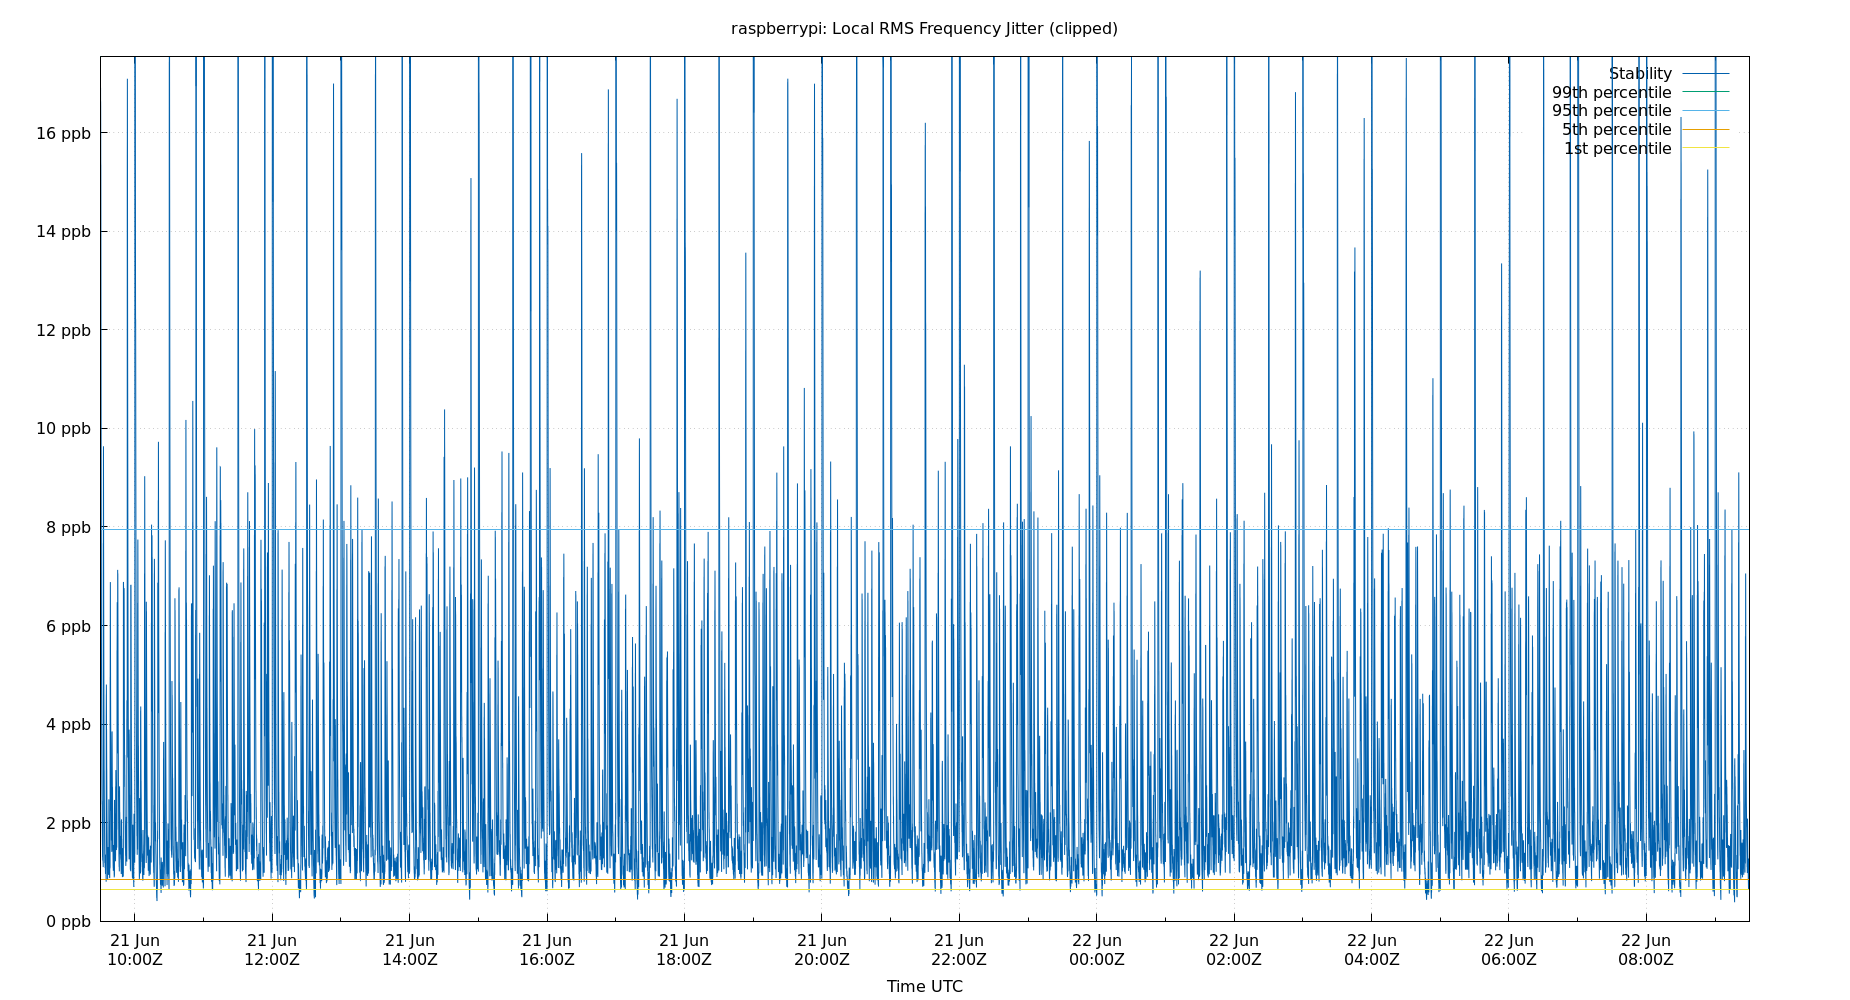 raspberrypi: Local RMS Frequency Jitter (clipped)
Stability
99th percentile
95th percentile
5th percentile
1st percentile
16 ppb
14 ppb
12 ppb
10 ppb
8 ppb
6 ppb
4 ppb
2 ppb
0 ppb
21 Jun 21 Jun 21 Jun 21 Jun 21 Jun 21 Jun 21 Jun 22 Jun 22 Jun 22 Jun 22 Jun 22 Jun
10:00Z 12:00Z 14:00Z 16:00Z 18:00Z 20:00Z 22:00Z 00:00Z 02:00Z 04:00Z 06:00Z 08:00Z
Time UTC